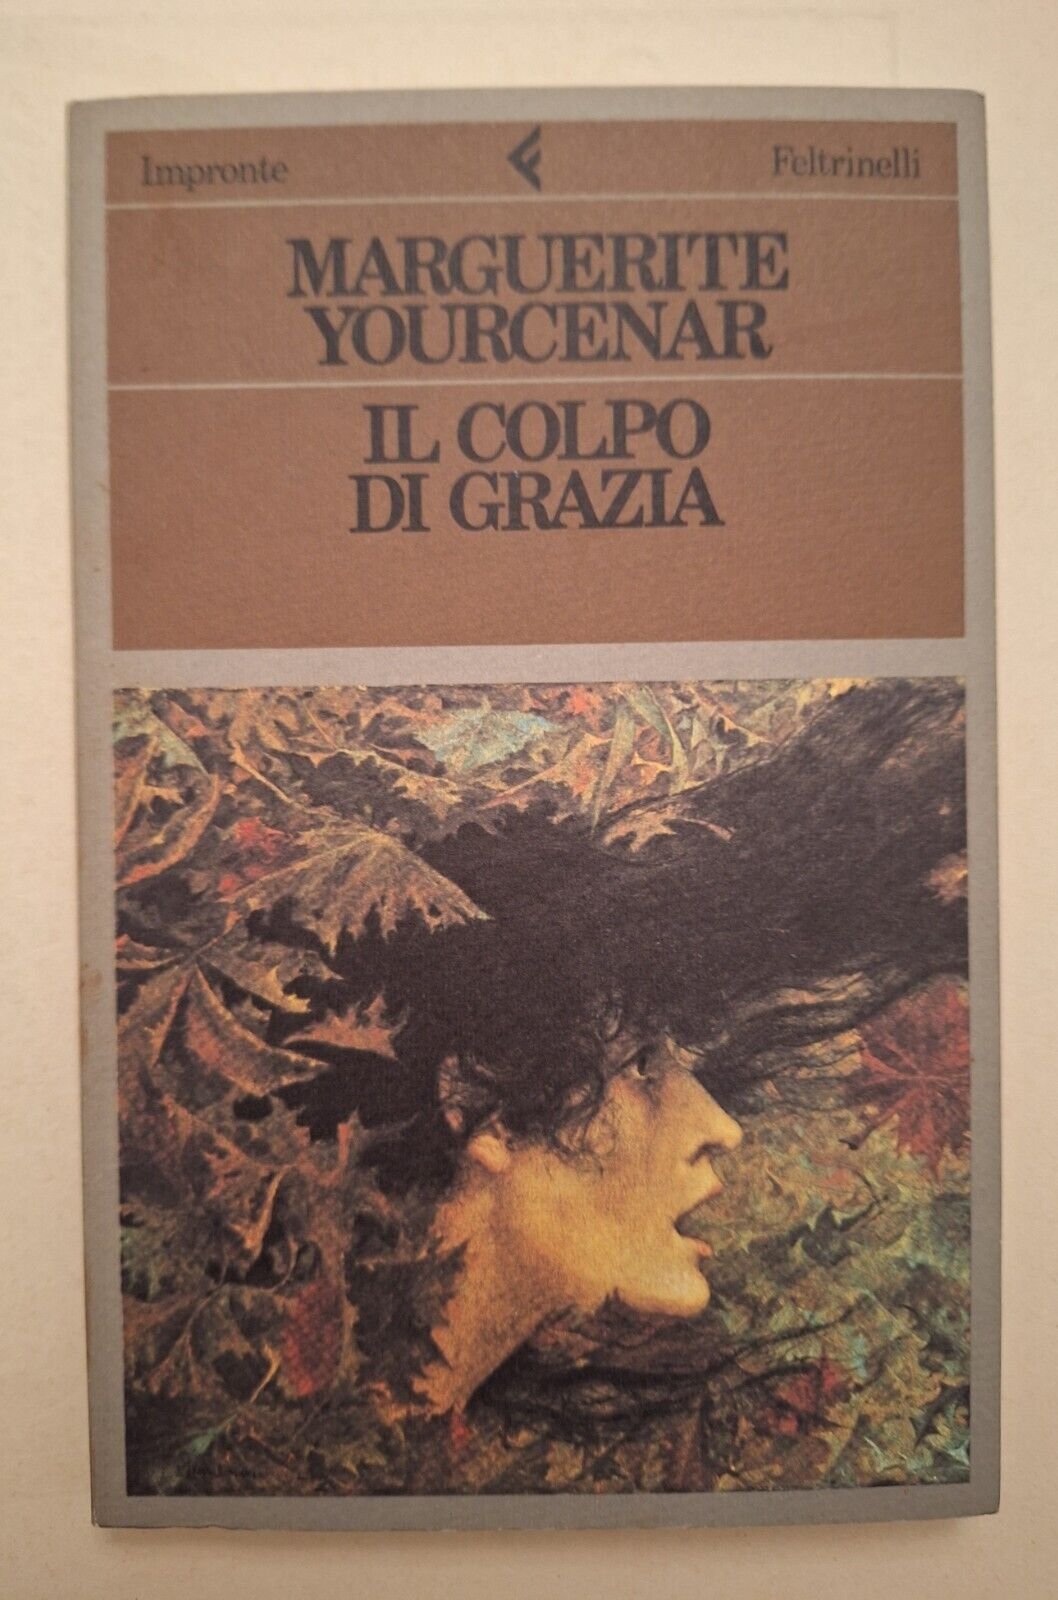 Impronte Feltrinelli
MARGUERITE
YOURCENAR
IL COLPO
DI GRAZIA